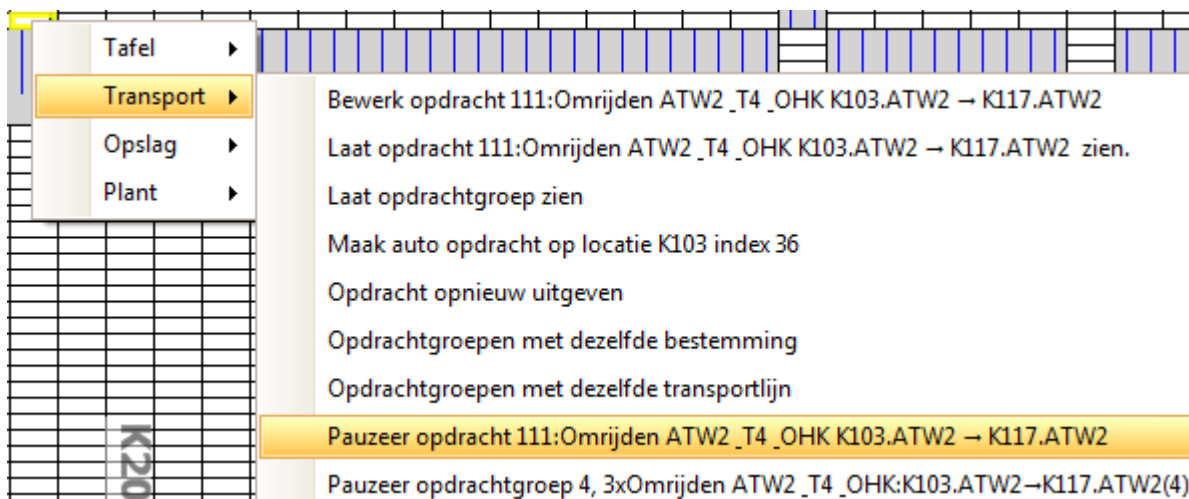 Tafel
Transport
Opslag
Plant
Bewerk opdracht 111:Omrijden ATW2 _T4 _OHK K103.ATW2 → K117.ATW2
Laat opdracht 111:Omrijden ATW2 _T4 _OHK K103.ATW2 → K117.ATW2 zien.
Laat opdrachtgroep zien
Maak auto opdracht op locatie K103 index 36
Opdracht opnieuw uitgeven
Opdrachtgroepen met dezelfde bestemming
Opdrachtgroepen met dezelfde transportlijn
Pauzeer opdracht 111:Omrijden ATW2 _T4 _OHK K103.ATW2 → K117.ATW2
Pauzeer opdrachtgroep 4, 3xOmrijden ATW2 _T4 _OHK:K103.ATW2→K117.ATW2(4)
K20